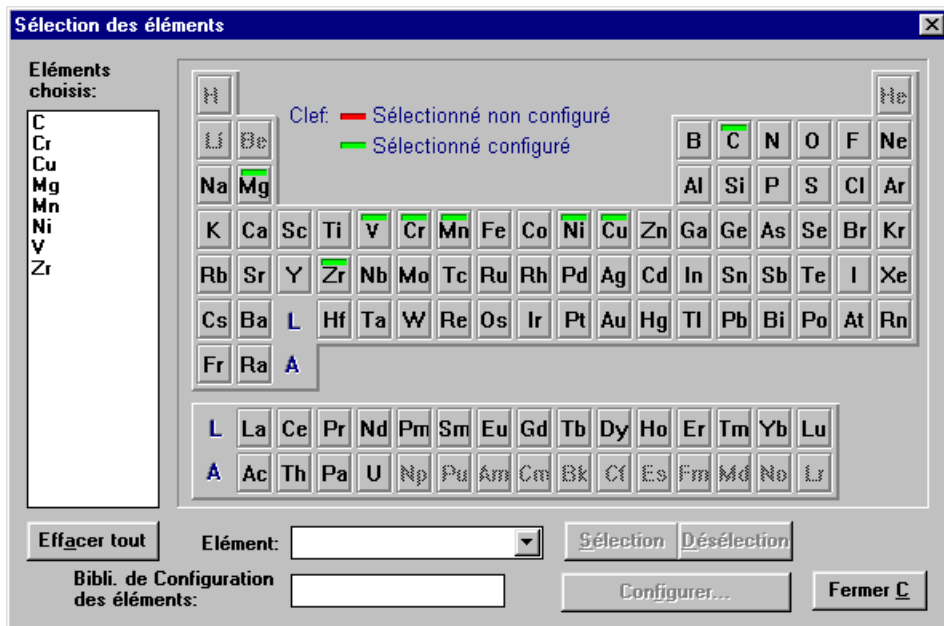 Sélection des éléments
Eléments
choisis:
C
Cr
Cu
Mg
Mn
Ni
V
Zr
H He
Clef: Sélectionné non configuré
Sélectionné configuré
Li Be B C N O F Ne
Na Mg Al Si P S Cl Ar
K Ca Sc Ti V Cr Mn Fe Co Ni Cu Zn Ga Ge As Se Br Kr
Rb Sr Y Zr Nb Mo Tc Ru Rh Pd Ag Cd In Sn Sb Te I Xe
Cs Ba L Hf Ta W Re Os Ir Pt Au Hg Tl Pb Bi Po At Rn
Fr Ra A
L La Ce Pr Nd Pm Sm Eu Gd Tb Dy Ho Er Tm Yb Lu
A Ac Th Pa U Np Pu Am Cm Bk Cf Es Fm Md No Lr
Effacer tout
Elément:
Sélection Désélection
Bibli. de Configuration
des éléments:
Configurer...
Fermer C